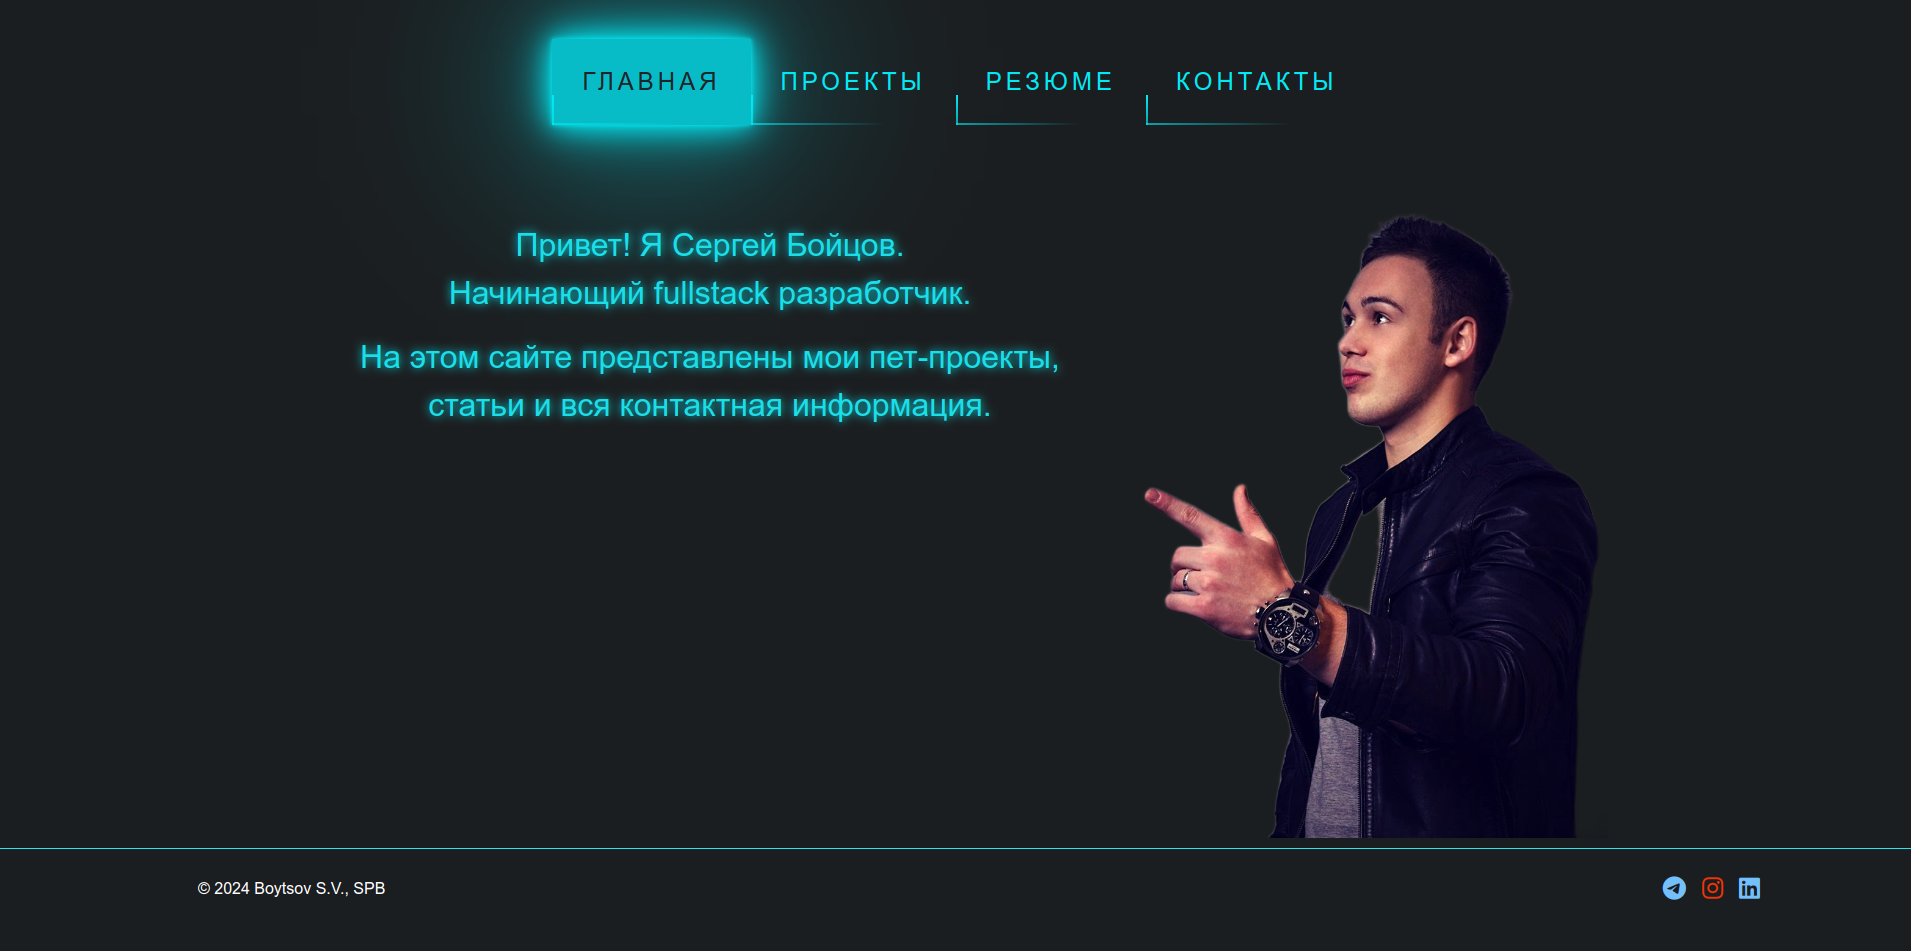 ГЛАВНАЯ ПРОЕКТЫ РЕЗЮМЕ КОНТАКТЫ
Привет! Я Сергей Бойцов.
Начинающий fullstack разработчик.
На этом сайте представлены мои пет-проекты,
статьи и вся контактная информация.
© 2024 Boytsov S.V., SPB